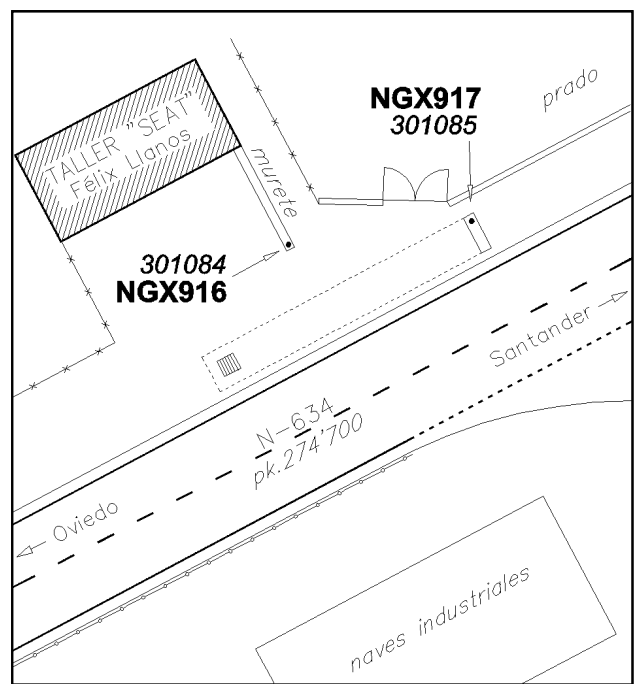 NGX917
301085
prado
TALLER "SEAT"
Félix Llanos
murete
301084
NGX916
Santander
N-634
pk.274'700
Oviedo
naves industriales